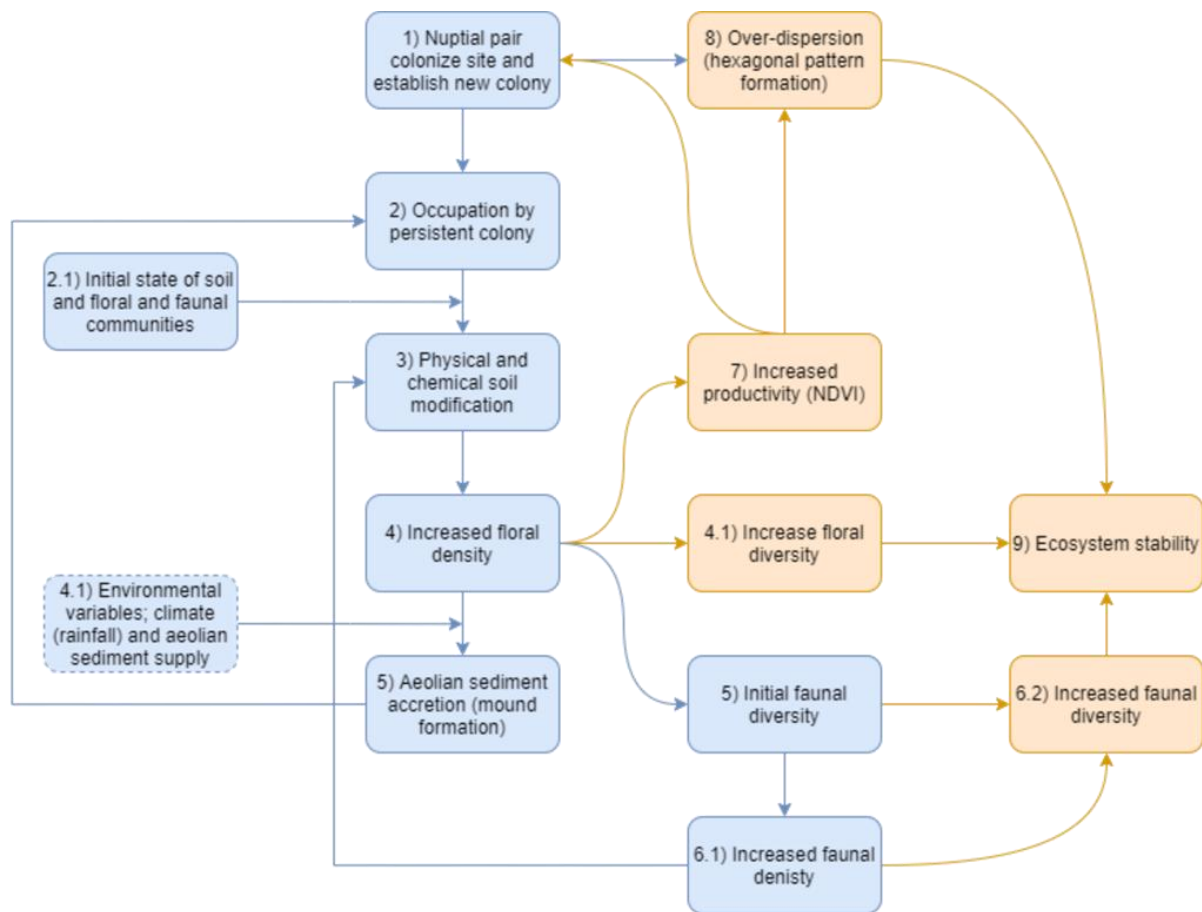 1) Nuptial pair
colonize site and
establish new colony
8) Over-dispersion
(hexagonal pattern
formation)
2) Occupation by
persistent colony
2.1) Initial state of soil
and floral and faunal
communities
3) Physical and
chemical soil
modification
7) Increased
productivity (NDVI)
4) Increased floral
density
4.1) Increase floral
diversity
9) Ecosystem stability
4.1) Environmental
variables; climate
(rainfall) and aeolian
sediment supply
5) Aeolian sediment
accretion (mound
formation)
5) Initial faunal
diversity
6.2) Increased faunal
diversity
6.1) Increased faunal
denisty